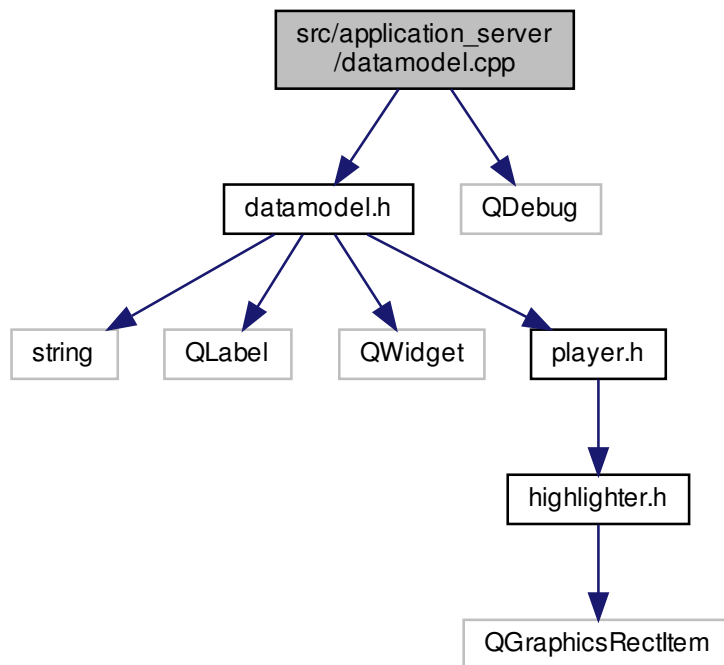 src/application_server
/datamodel.cpp
datamodel.h
QDebug
string
QLabel
QWidget
player.h
highlighter.h
QGraphicsRectItem